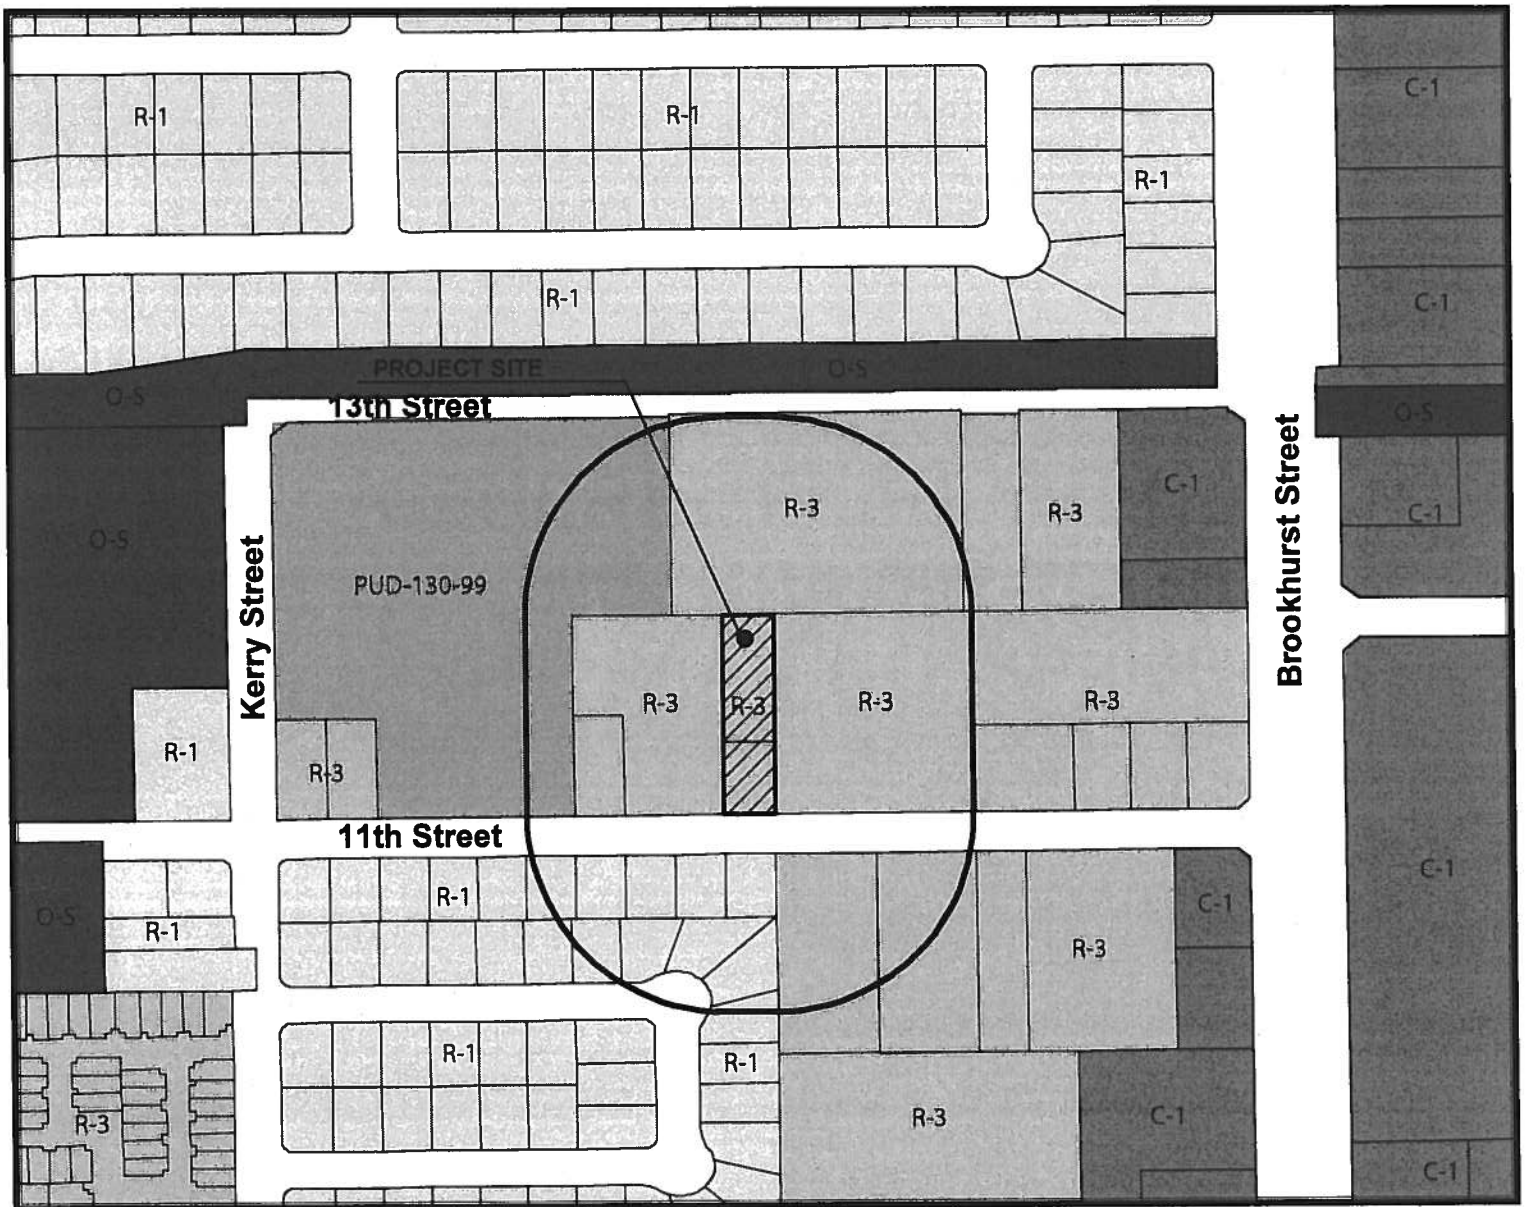 R-1
R-1
C-1
R-1
R-1
C-1
PROJECT SITE
O-S
O-S
13th Street
O-S
R-3
R-3
C-1
C-1
O-S
PUD-130-99
Kerry Street
Brookhurst Street
R-3
R-3
R-3
R-3
R-1
R-3
11th Street
R-1
C-1
C-1
O-S
R-1
R-3
R-1
R-1
R-3
R-3
C-1
C-1